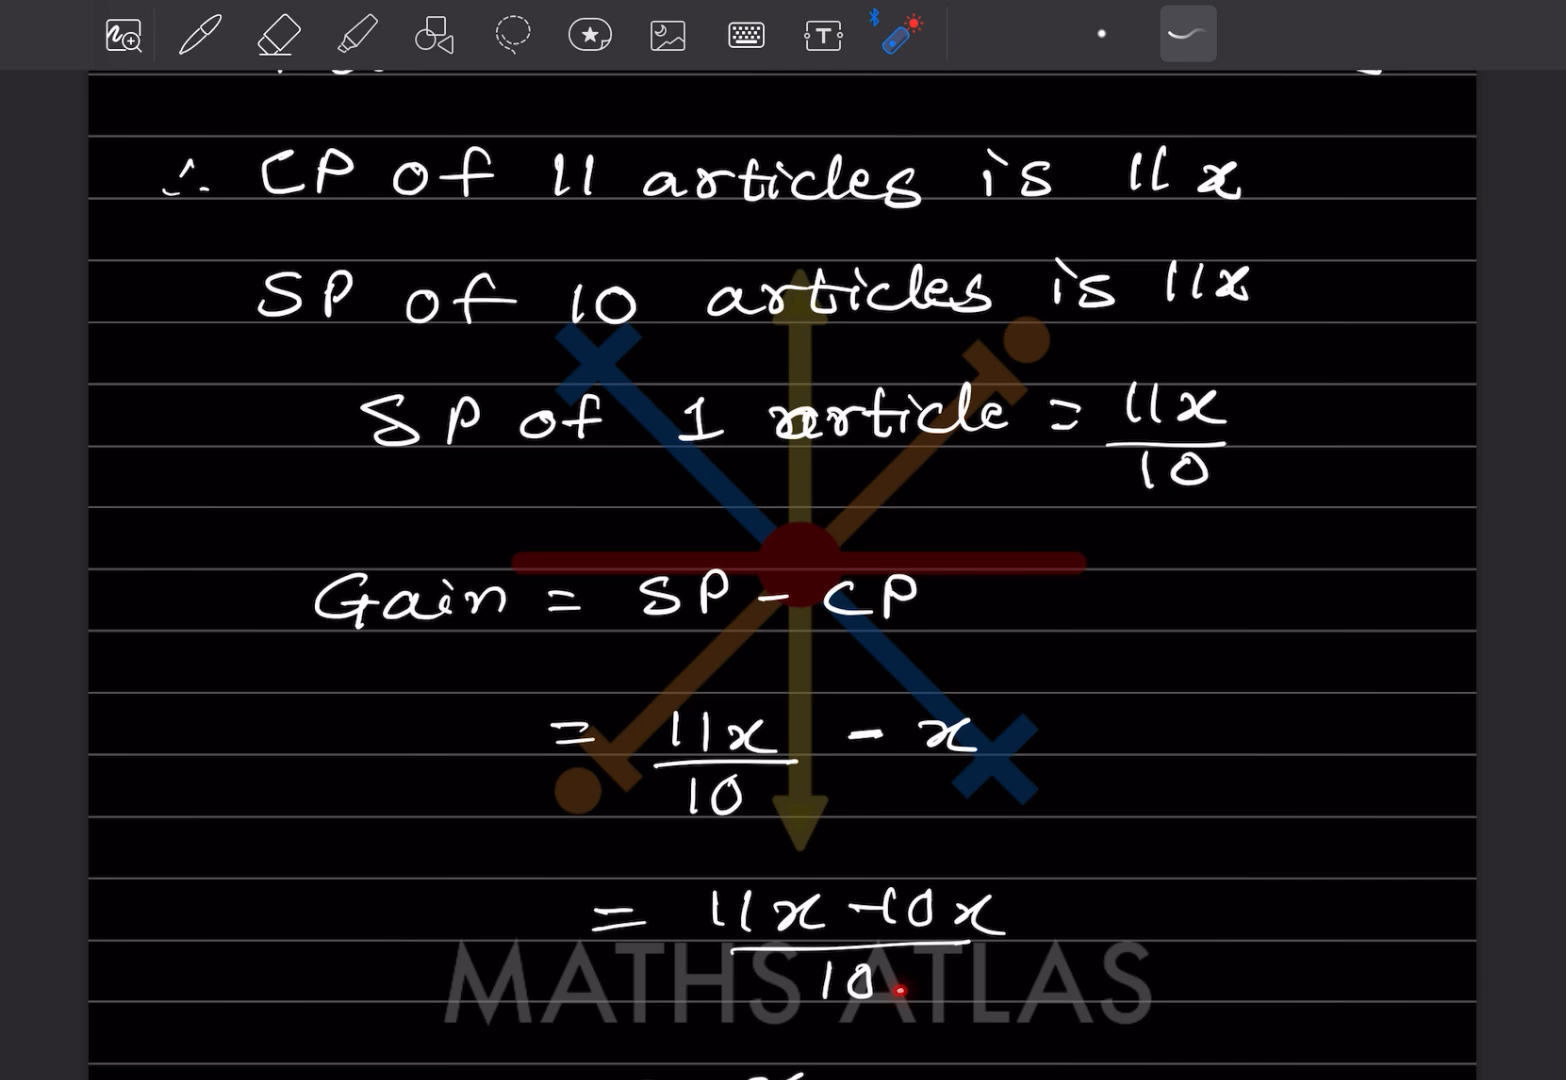 ∴ CP of 11 articles is 11x
SP of 10 articles is 11x
SP of 1 article = 11x/10
Gain = SP - CP
= 11x/10 - x
= 11x-10x/10
MATHS ATLAS